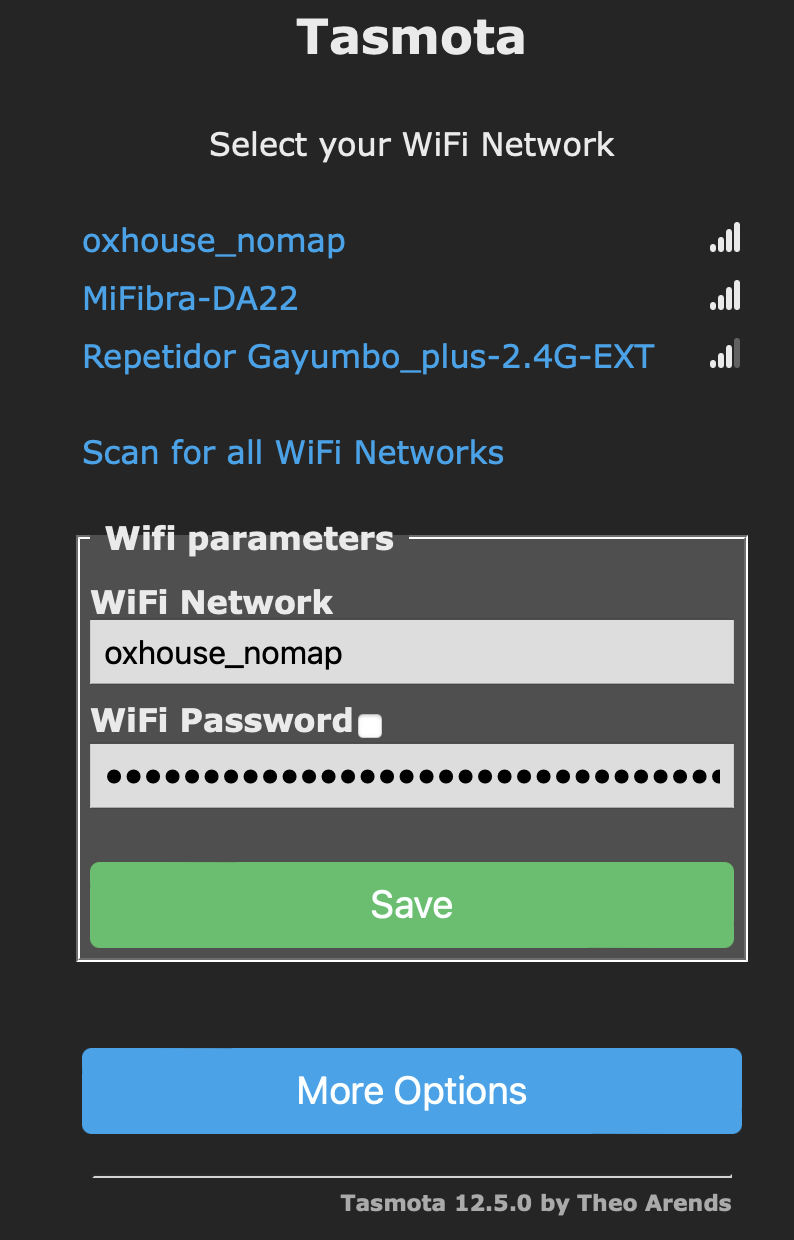 Tasmota
Select your WiFi Network
oxhouse_nomap
MiFibra-DA22
Repetidor Gayumbo_plus-2.4G-EXT
Scan for all WiFi Networks
Wifi parameters
WiFi Network
oxhouse_nomap
WiFi Password
Save
More Options
Tasmota 12.5.0 by Theo Arends